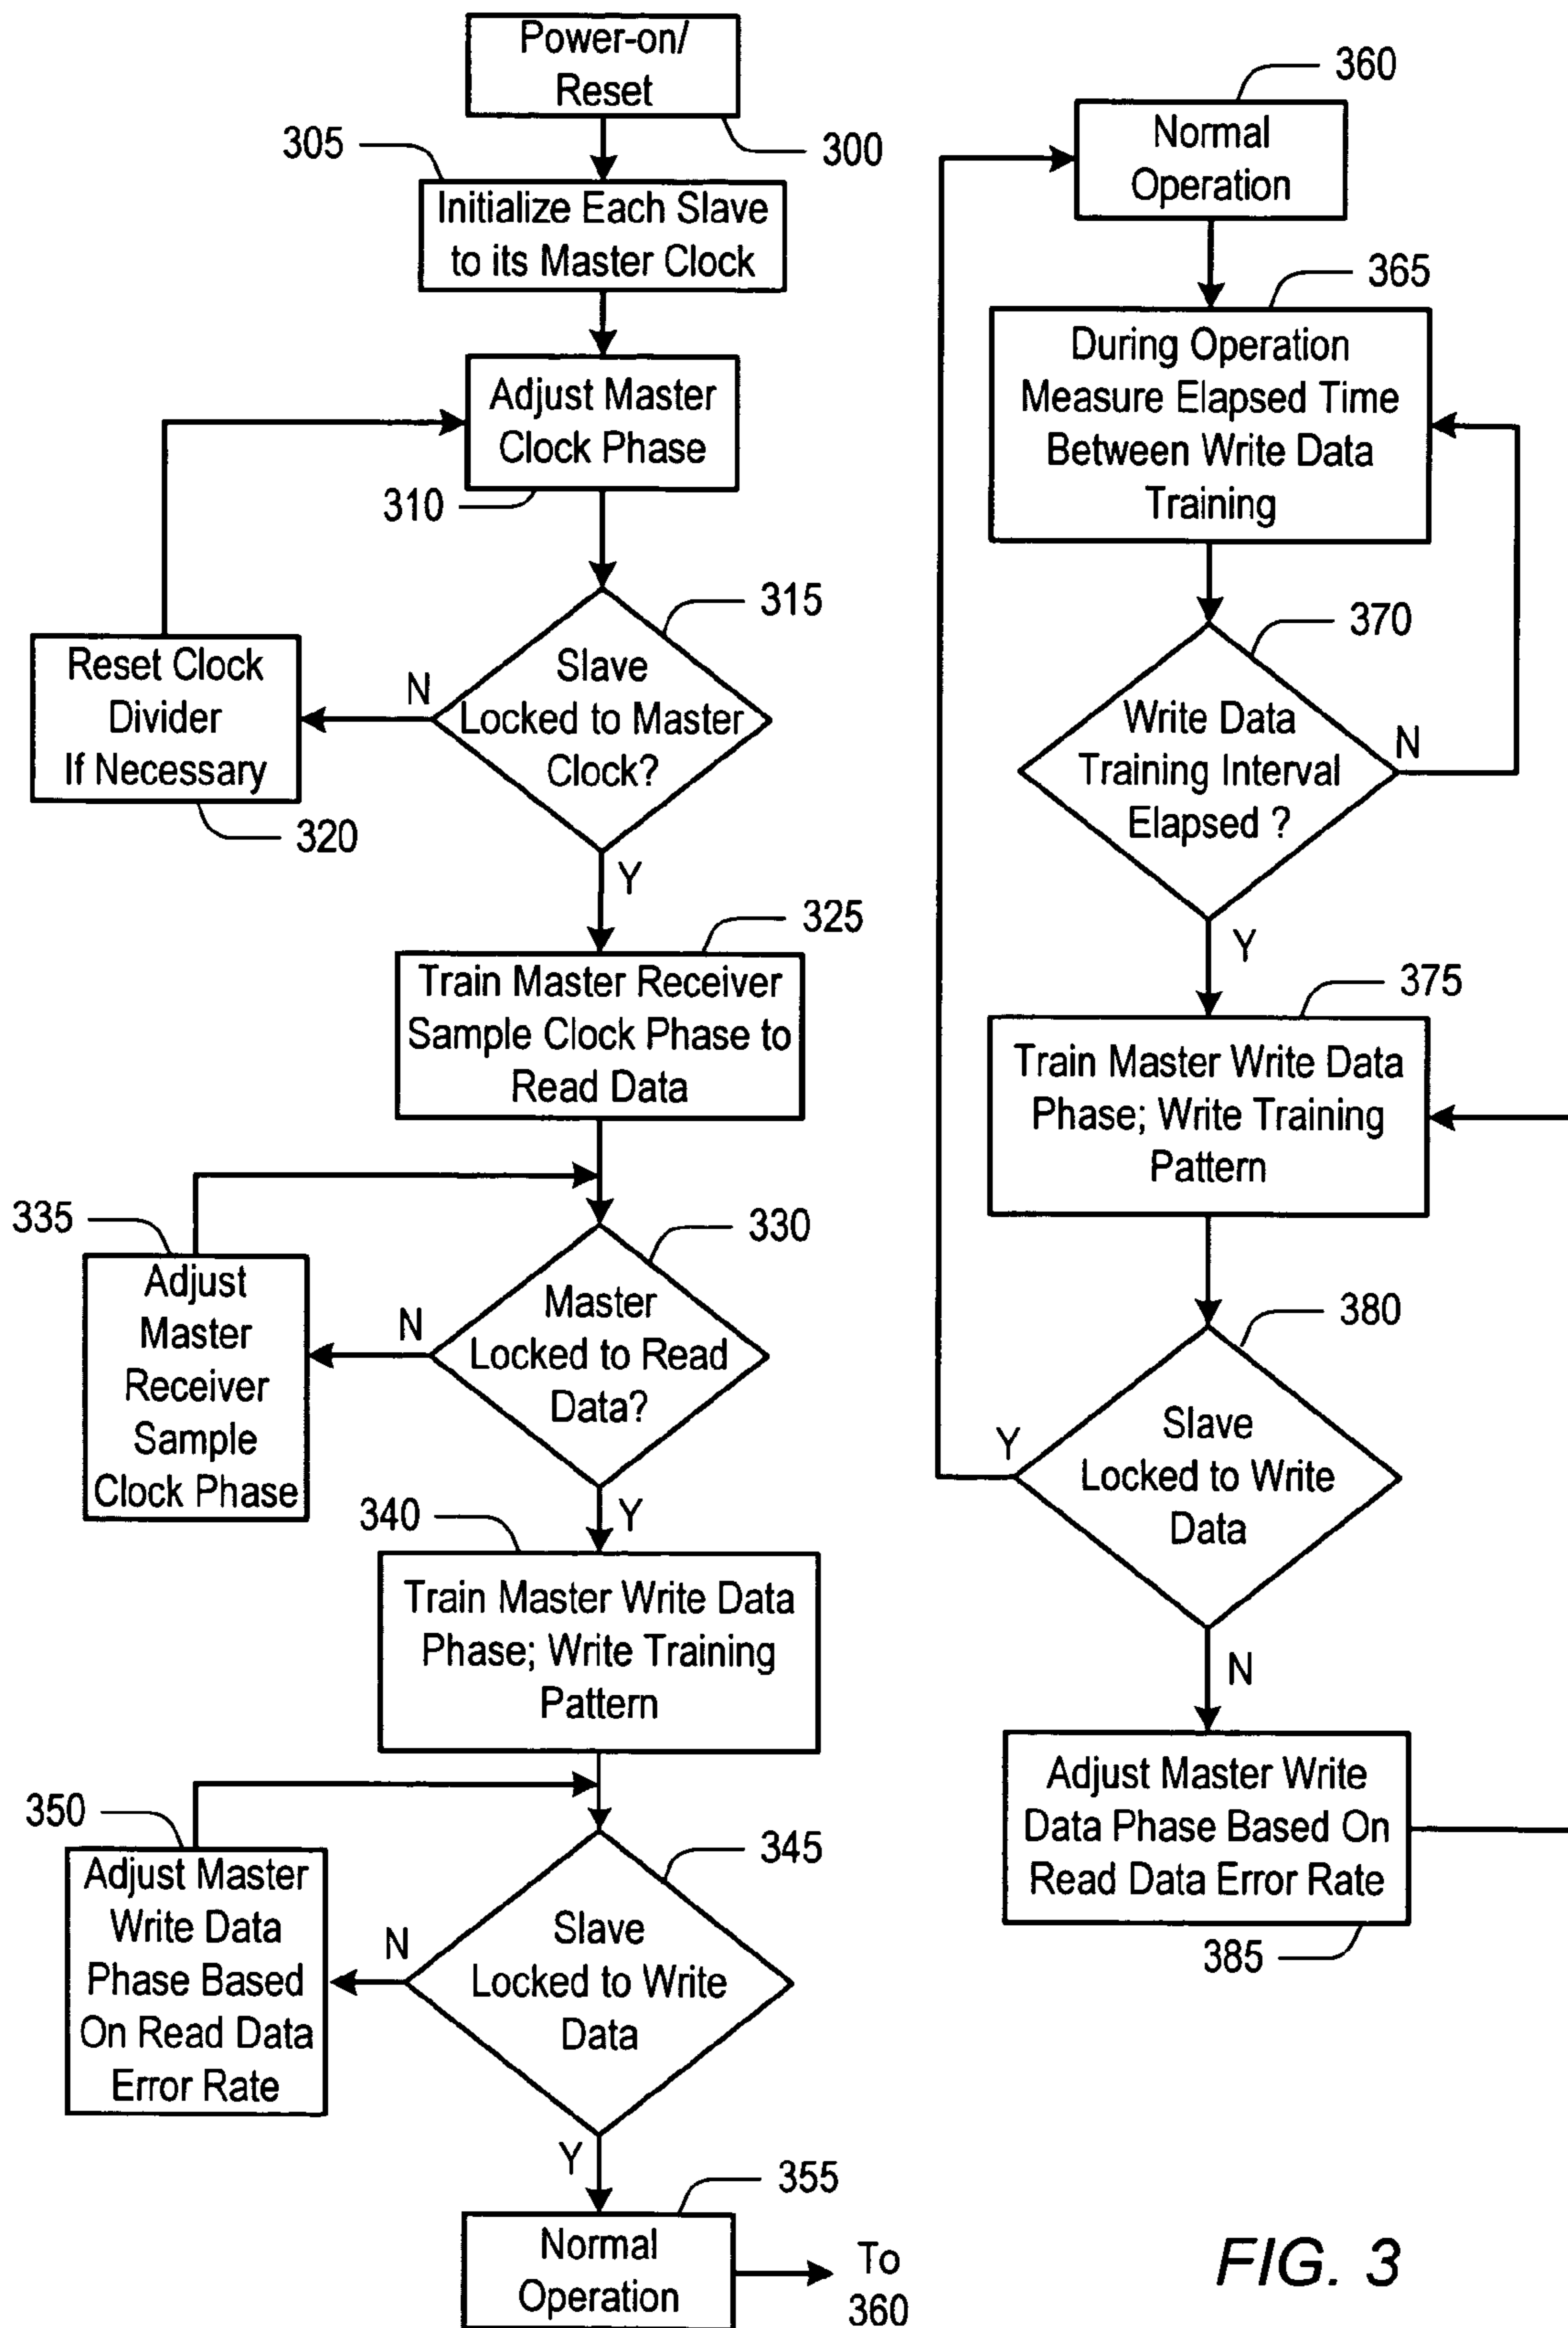 Power-on/
Reset
300
305
Initialize Each Slave
to its Master Clock
Adjust Master
Clock Phase
310
315
Slave
Locked to Master
Clock?
N
Reset Clock
Divider
If Necessary
320
Y
325
Train Master Receiver
Sample Clock Phase to
Read Data
335
Adjust
Master
Receiver
Sample
Clock Phase
330
Master
Locked to Read
Data?
N
Y
340
Train Master Write Data
Phase; Write Training
Pattern
350
Adjust Master
Write Data
Phase Based
On Read Data
Error Rate
345
Slave
Locked to Write
Data
N
Y
355
Normal
Operation
To
360
360
Normal
Operation
365
During Operation
Measure Elapsed Time
Between Write Data
Training
370
Write Data
Training Interval
Elapsed ?
N
Y
375
Train Master Write Data
Phase; Write Training
Pattern
380
Slave
Locked to Write
Data
Y
N
Adjust Master Write
Data Phase Based On
Read Data Error Rate
385
FIG. 3